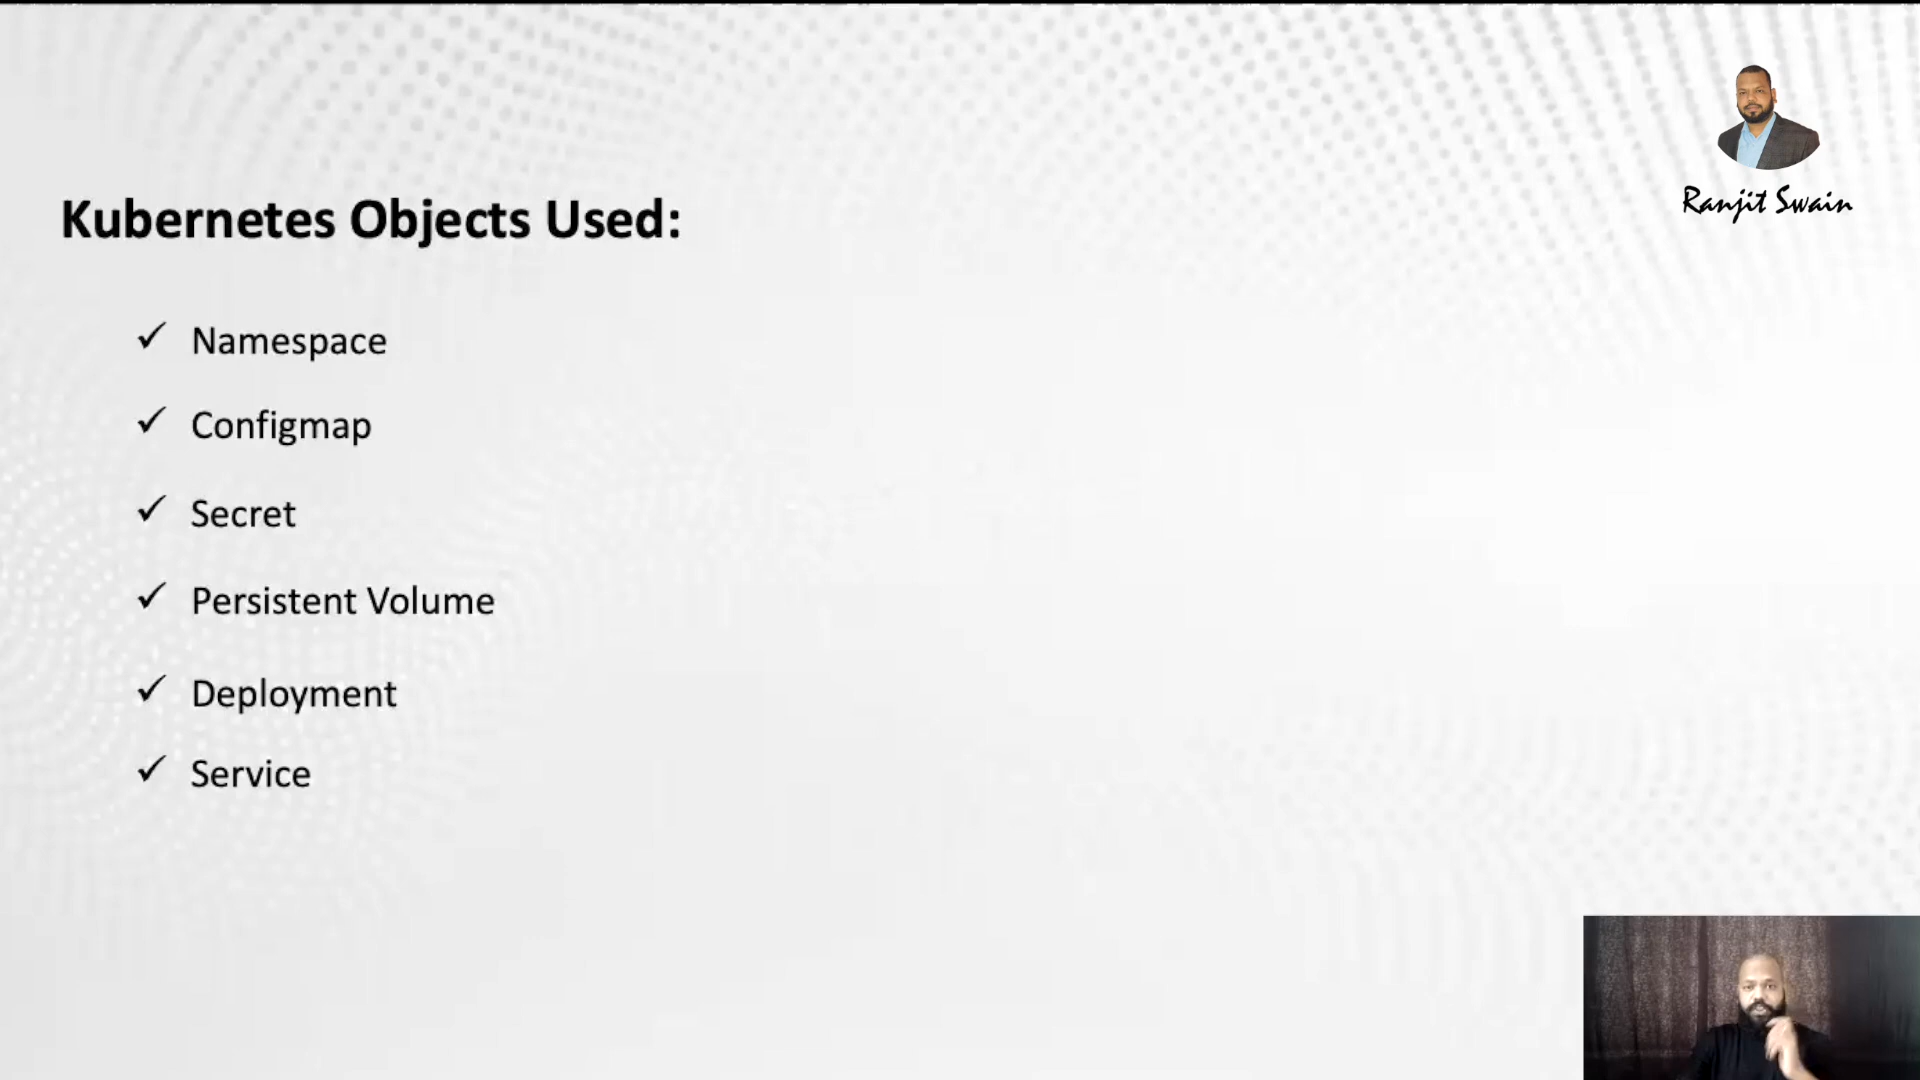 Ranjit Swain
Kubernetes Objects Used:
✓ Namespace
✓ Configmap
✓ Secret
✓ Persistent Volume
✓ Deployment
✓ Service